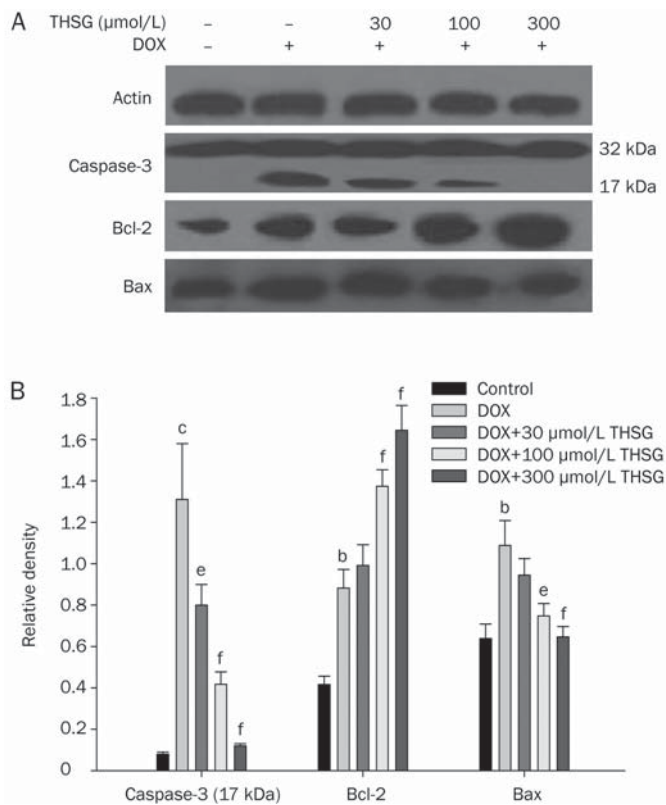 A
THSG (μmol/L) – – 30 100 300
DOX – + + + +
Actin
Caspase-3
32 kDa
17 kDa
Bcl-2
Bax
B
Control
DOX
DOX+30 μmol/L THSG
DOX+100 μmol/L THSG
DOX+300 μmol/L THSG
Relative density
1.8
1.6
1.4
1.2
1.0
0.8
0.6
0.4
0.2
0
c
e
f
f
b
f
f
b
e
f
Caspase-3 (17 kDa) Bcl-2 Bax